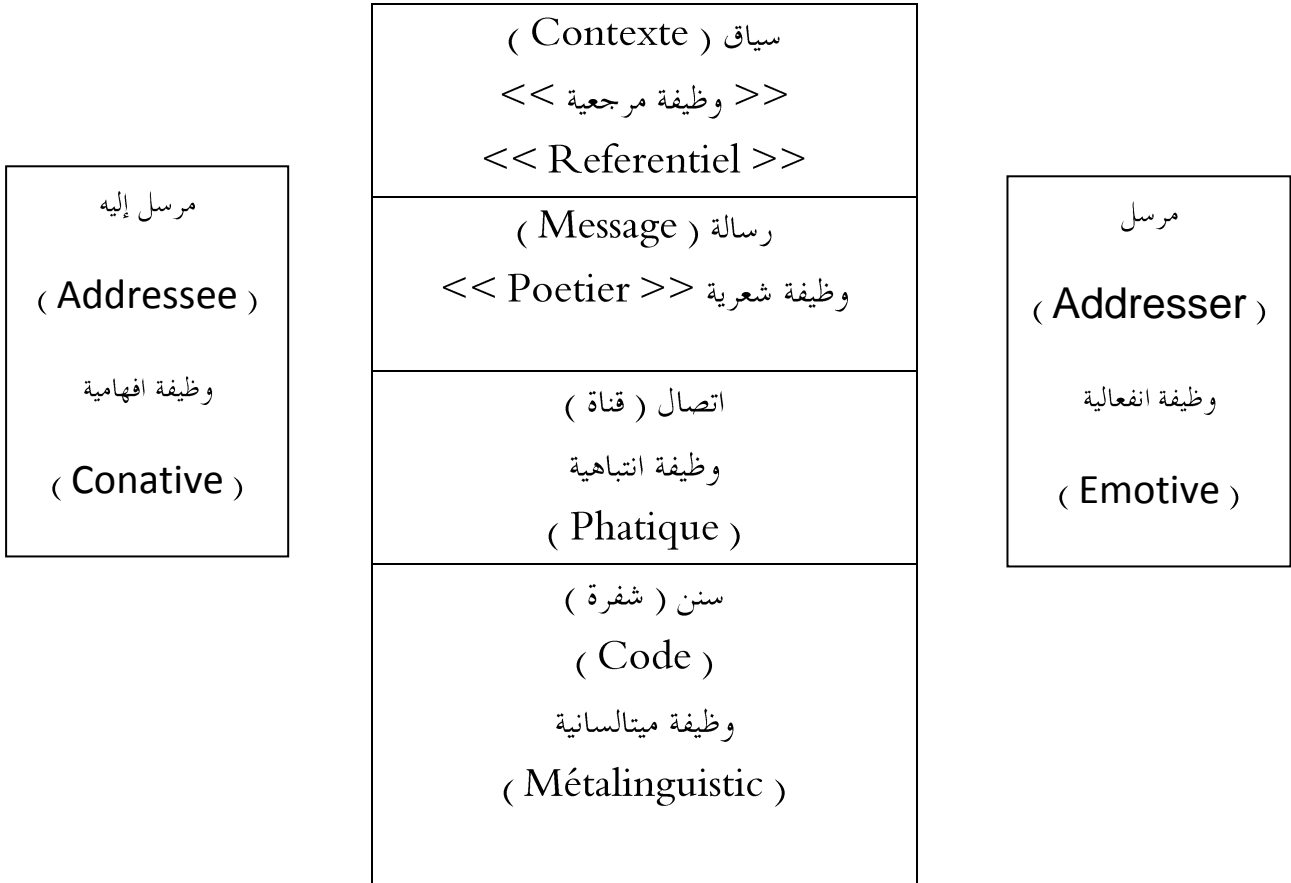 سياق ( Contexte )
<< وظيفة مرجعية >>
<< Referentiel >>
مرسل
( Addresser )
وظيفة انفعالية
( Emotive )
رسالة ( Message )
وظيفة شعرية << Poetier >>
اتصال ( قناة )
وظيفة انتباهية
( Phatique )
سنن ( شفرة )
( Code )
وظيفة ميتالسانية
( Métalinguistic )
مرسل إليه
( Addressee )
وظيفة افهامية
( Conative )